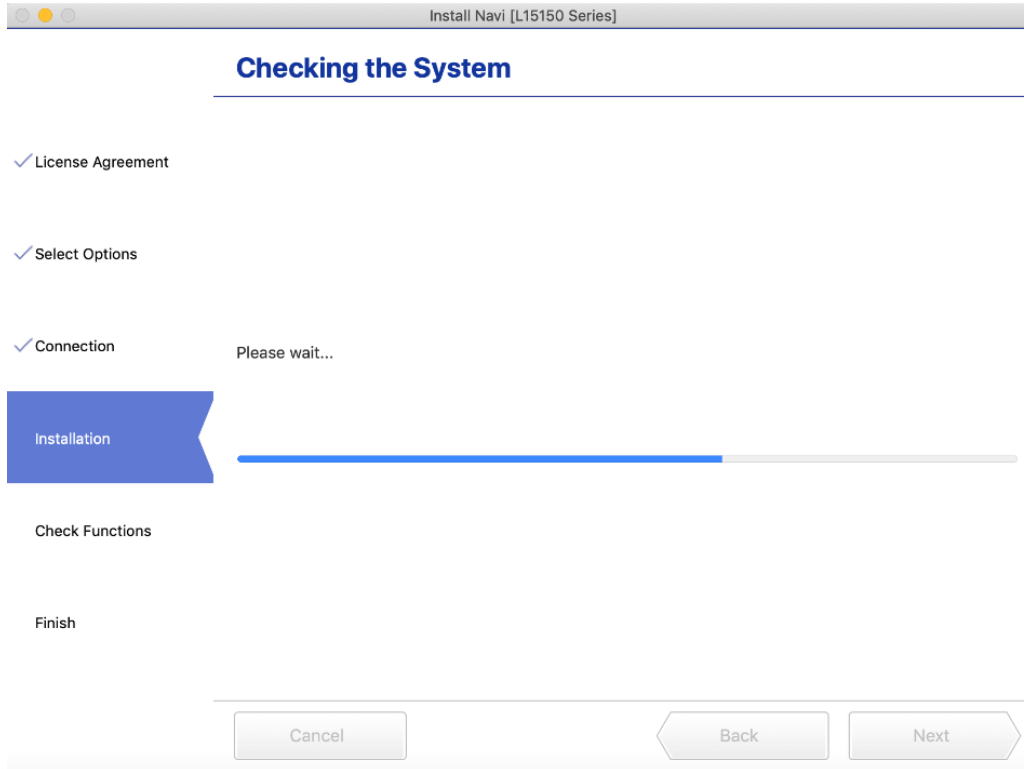 Install Navi [L15150 Series]
Checking the System
License Agreement
Select Options
Connection
Please wait...
Installation
Check Functions
Finish
Cancel
Back
Next